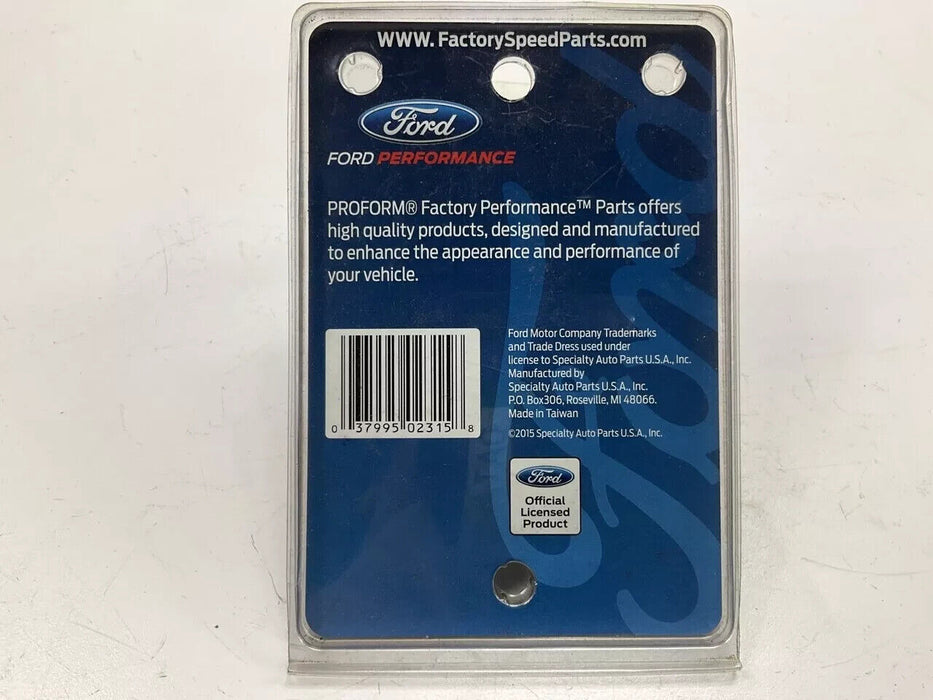 WWW. FactorySpeedParts.com
Ford
FORD PERFORMANCE
PROFORM® Factory Performance™ Parts offers
high quality products, designed and manufactured
to enhance the appearance and performance of
your vehicle.
0 37995 02315 8
Ford Motor Company Trademarks
and Trade Dress used under
license to Specialty Auto Parts U.S.A., Inc.
Manufactured by
Specialty Auto Parts U.S.A., Inc.
P.O. Box306, Roseville, MI 48066.
Made in Taiwan
©2015 Specialty Auto Parts U.S.A., Inc.
Ford
Official
Licensed
Product
Ford